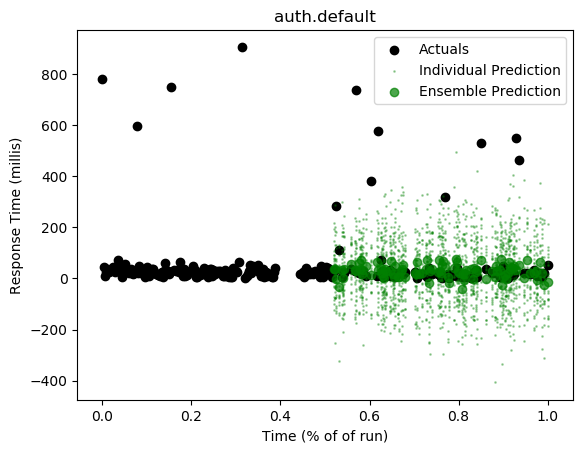 auth.default
Actuals
Individual Prediction
Ensemble Prediction
Response Time (millis)
800
600
400
200
0
−200
−400
0.0 0.2 0.4 0.6 0.8 1.0
Time (% of of run)